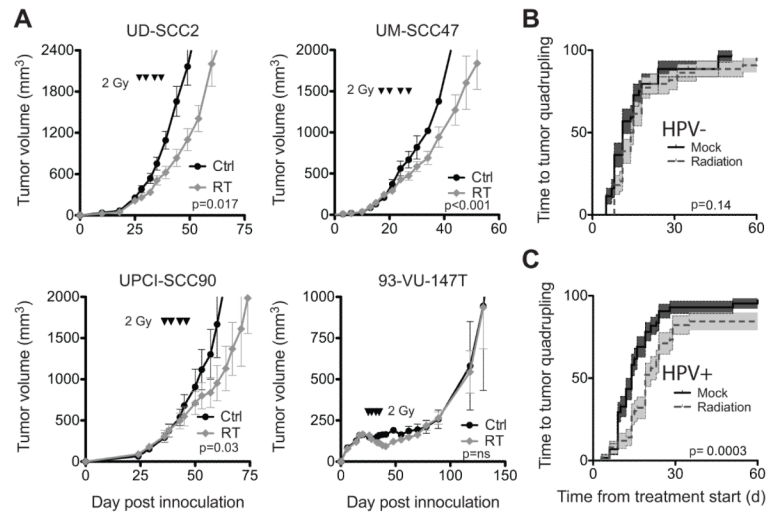 A
UD-SCC2
Tumor volume (mm³)
2400
1800
1200
600
0
0 25 50 75
2 Gy
Ctrl
RT
p=0.017
UM-SCC47
Tumor volume (mm³)
2000
1500
1000
500
0
0 20 40 60
2 Gy
Ctrl
RT
p<0.001
UPCI-SCC90
Tumor volume (mm³)
2000
1500
1000
500
0
0 25 50 75
2 Gy
Ctrl
RT
p=0.03
Day post innoculation
93-VU-147T
Tumor volume (mm³)
1000
750
500
250
0
0 50 100 150
2 Gy
Ctrl
RT
p=ns
Day post innoculation
B
Time to tumor quadrupling
100
50
0
0 30 60
HPV-
Mock
Radiation
p=0.14
C
Time to tumor quadrupling
100
50
0
0 30 60
HPV+
Mock
Radiation
p= 0.0003
Time from treatment start (d)